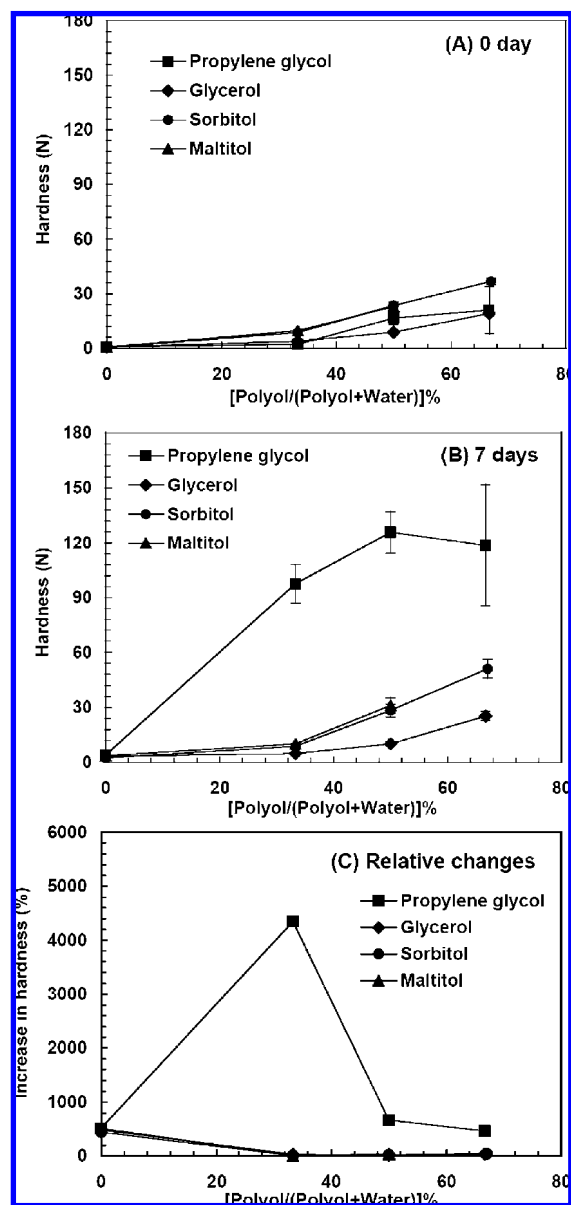 180
(A) 0 day
Propylene glycol
150
Glycerol
Sorbitol
120
Maltitol
Hardness (N)
90
60
30
0
0 20 40 60 80
[Polyol/(Polyol+Water)]%
180
Propylene glycol (B) 7 days
Glycerol
150
Sorbitol
Maltitol
120
Hardness (N)
90
60
30
0
0 20 40 60 80
[Polyol/(Polyol+Water)]%
6000
(C) Relative changes
5000
Propylene glycol
Glycerol
4000
Sorbitol
Maltitol
Increase in hardness (%)
3000
2000
1000
0
0 20 40 60 80
[Polyol/(Polyol+Water)]%